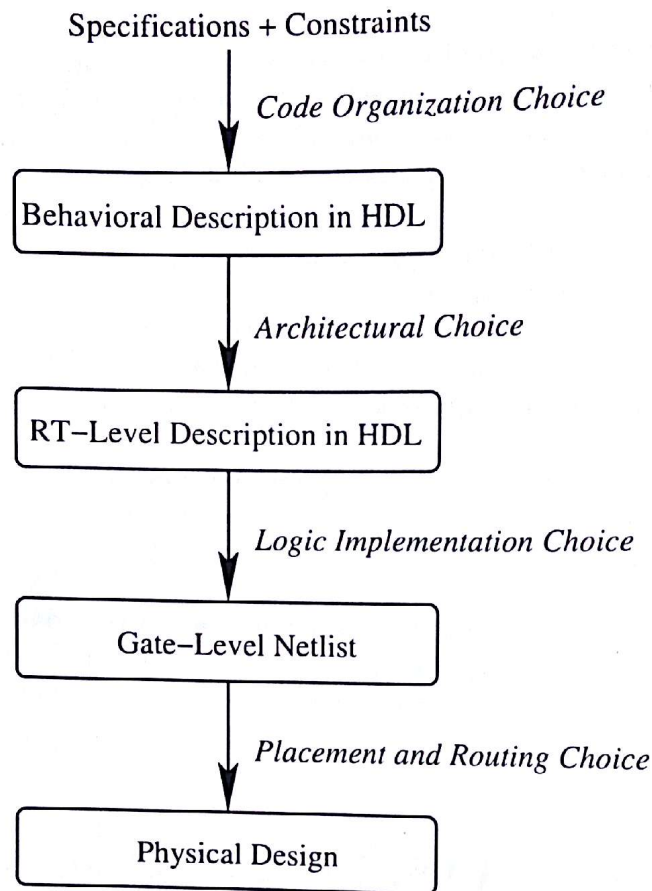 Specifications + Constraints
Code Organization Choice
Behavioral Description in HDL
Architectural Choice
RT–Level Description in HDL
Logic Implementation Choice
Gate–Level Netlist
Placement and Routing Choice
Physical Design